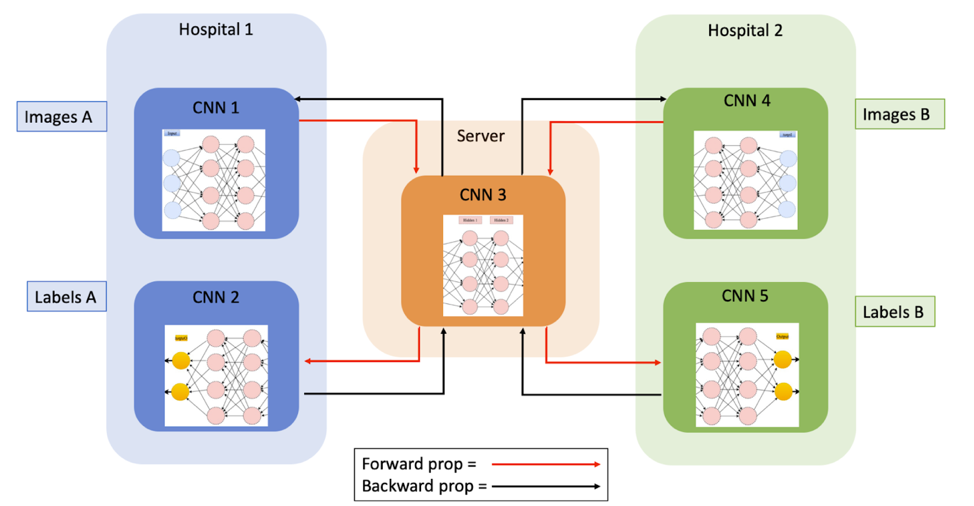 Hospital 1
Hospital 2
Images A
CNN 1
Input
Server
CNN 4
Input
Images B
CNN 3
Hidden 1
Hidden 2
Labels A
CNN 2
CNN 5
Output
Labels B
Forward prop =
Backward prop =